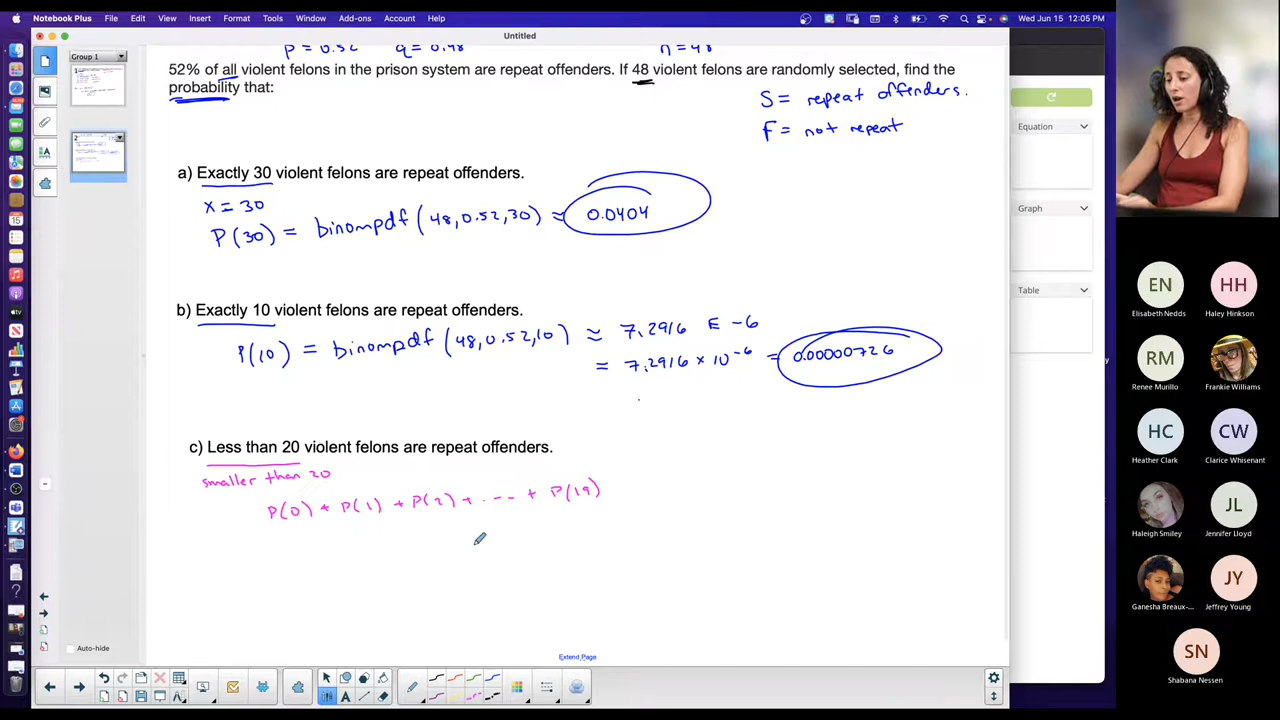 Notebook Plus File Edit View Insert Format Tools Window Add-ons Account Help Wed Jun 15 12:05 PM
Untitled
Group 1
p = 0.52 q = 0.48 n = 48
52% of all violent felons in the prison system are repeat offenders. If 48 violent felons are randomly selected, find the
probability that:
S = repeat offenders.
F = not repeat
a) Exactly 30 violent felons are repeat offenders.
x = 30
P(30) = binompdf(48,0.52,30) ≈ 0.0404
b) Exactly 10 violent felons are repeat offenders.
P(10) = binompdf(48,0.52,10) ≈ 7.2916 E -6
= 7.2916 × 10⁻⁶ = 0.00000726
c) Less than 20 violent felons are repeat offenders.
smaller than 20
P(0) + P(1) + P(2) + ... + P(19)
Auto-hide
Extend Page
Equation
Graph
Table
EN
Elisabeth Nedds
HH
Haley Hinkson
RM
Renee Murillo
Frankie Williams
HC
Heather Clark
CW
Clarice Whisenant
Haleigh Smiley
JL
Jennifer Lloyd
Ganesha Breaux-...
JY
Jeffrey Young
SN
Shabana Nessen